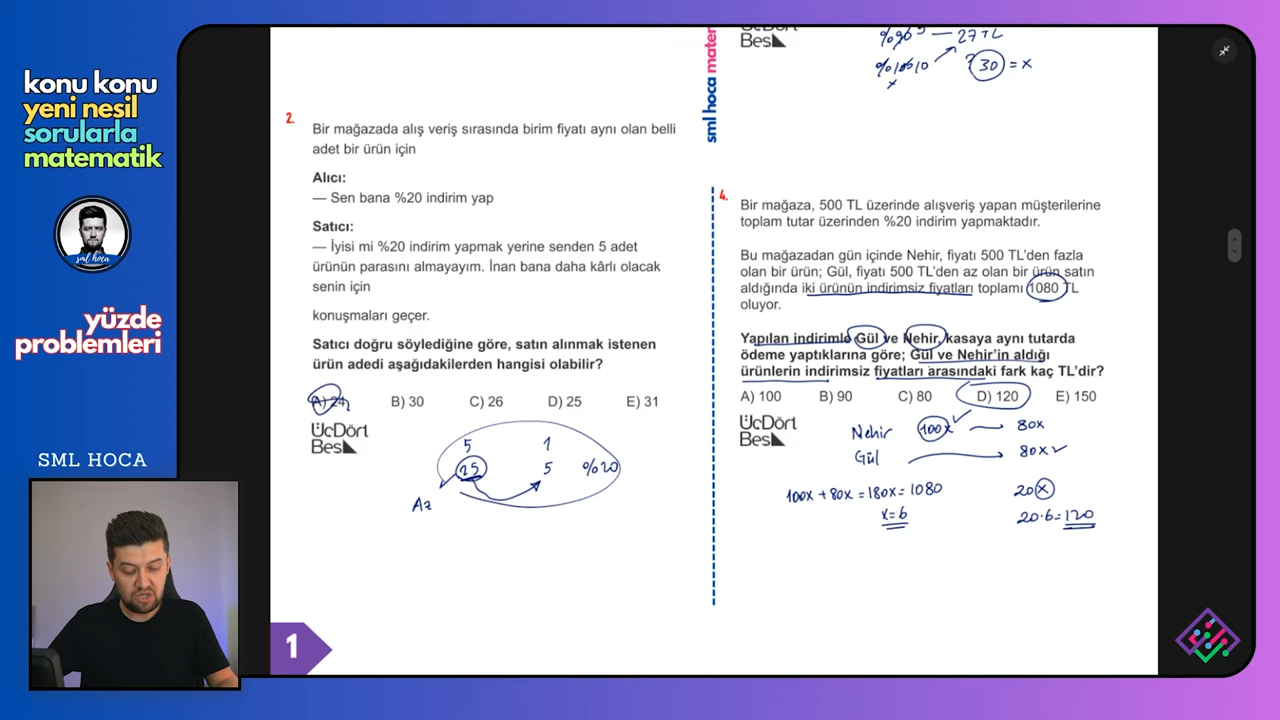 konu konu
yeni nesil
sorularla
matematik
sml hoca
yüzde
problemleri
SML HOCA
2.
Bir mağazada alış veriş sırasında birim fiyatı aynı olan belli
adet bir ürün için
Alıcı:
— Sen bana %20 indirim yap
Satıcı:
— İyisi mi %20 indirim yapmak yerine senden 5 adet
ürünün parasını almayayım. İnan bana daha kârlı olacak
senin için
konuşmaları geçer.
Satıcı doğru söylediğine göre, satın alınmak istenen
ürün adedi aşağıdakilerden hangisi olabilir?
A) 24 B) 30 C) 26 D) 25 E) 31
ÜcDört
Bes
5 1
25 5 %20
Az
1
sml hoca matem
Bes
27 TL
30 = x
x
4.
Bir mağaza, 500 TL üzerinde alışveriş yapan müşterilerine
toplam tutar üzerinden %20 indirim yapmaktadır.
Bu mağazadan gün içinde Nehir, fiyatı 500 TL'den fazla
olan bir ürün; Gül, fiyatı 500 TL'den az olan bir ürün satın
aldığında iki ürünün indirimsiz fiyatları toplamı 1080 TL
oluyor.
Yapılan indirimle Gül ve Nehir, kasaya aynı tutarda
ödeme yaptıklarına göre; Gül ve Nehir'in aldığı
ürünlerin indirimsiz fiyatları arasındaki fark kaç TL'dir?
A) 100 B) 90 C) 80 D) 120 E) 150
ÜcDört
Bes
Nehir 100x 80x
Gül 80x
100x + 80x = 180x = 1080 20x
x=6 20·6=120